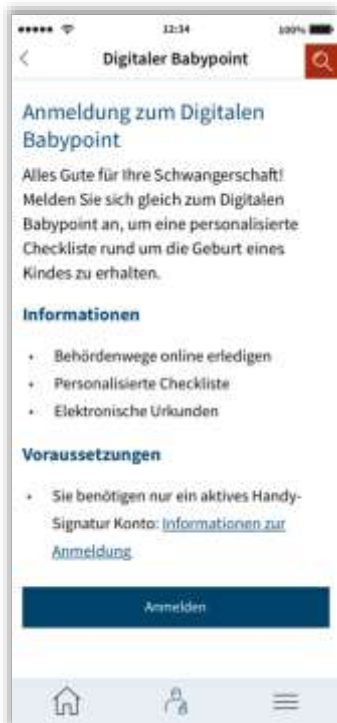 12:34
100%
Digitaler Babypoint
Anmeldung zum Digitalen
Babypoint
Alles Gute für Ihre Schwangerschaft!
Melden Sie sich gleich zum Digitalen
Babypoint an, um eine personalisierte
Checkliste rund um die Geburt eines
Kindes zu erhalten.
Informationen
• Behördenwege online erledigen
• Personalisierte Checkliste
• Elektronische Urkunden
Voraussetzungen
• Sie benötigen nur ein aktives Handy-
Signatur Konto: Informationen zur
Anmeldung
Anmelden